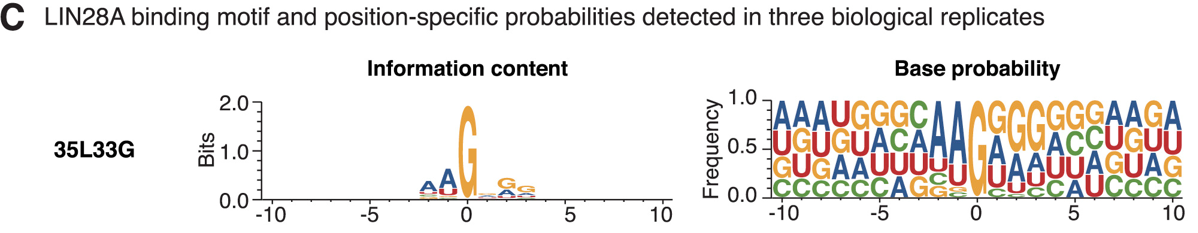 C LIN28A binding motif and position-specific probabilities detected in three biological replicates
Information content
Base probability
35L33G
Bits
2.0
1.0
0.0
-10 -5 0 5 10
A A G G G
U A A
Frequency
1.0
0.5
0.0
A A A U G G G C A A G G G G G G G A A G A
U G U G U A C A A U A A A C C U G U U
G U G A A U U U U U U U U U A G U A G
C C C C C C A G C C C C A U C C C C
G G
-10 -5 0 5 10